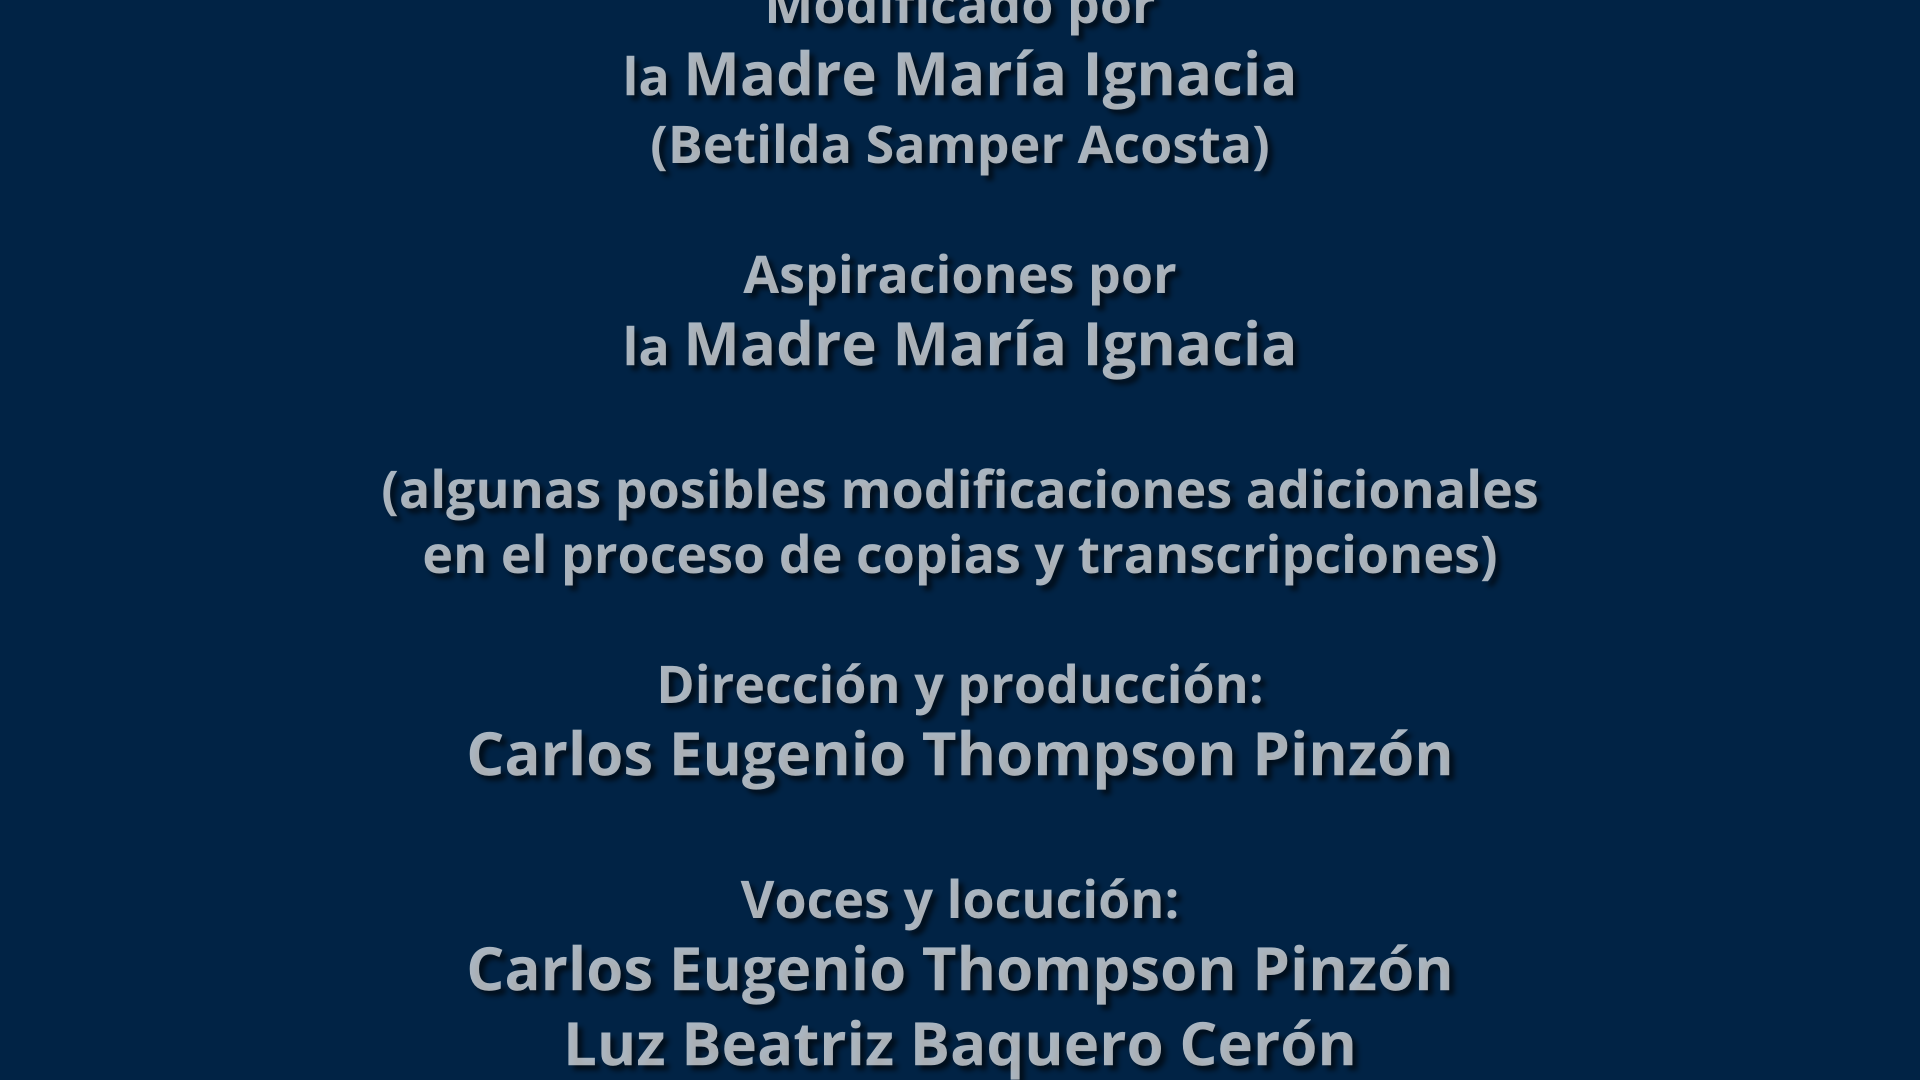 Modificado por
la Madre María Ignacia
(Betilda Samper Acosta)
Aspiraciones por
la Madre María Ignacia
(algunas posibles modificaciones adicionales
en el proceso de copias y transcripciones)
Dirección y producción:
Carlos Eugenio Thompson Pinzón
Voces y locución:
Carlos Eugenio Thompson Pinzón
Luz Beatriz Baquero Cerón